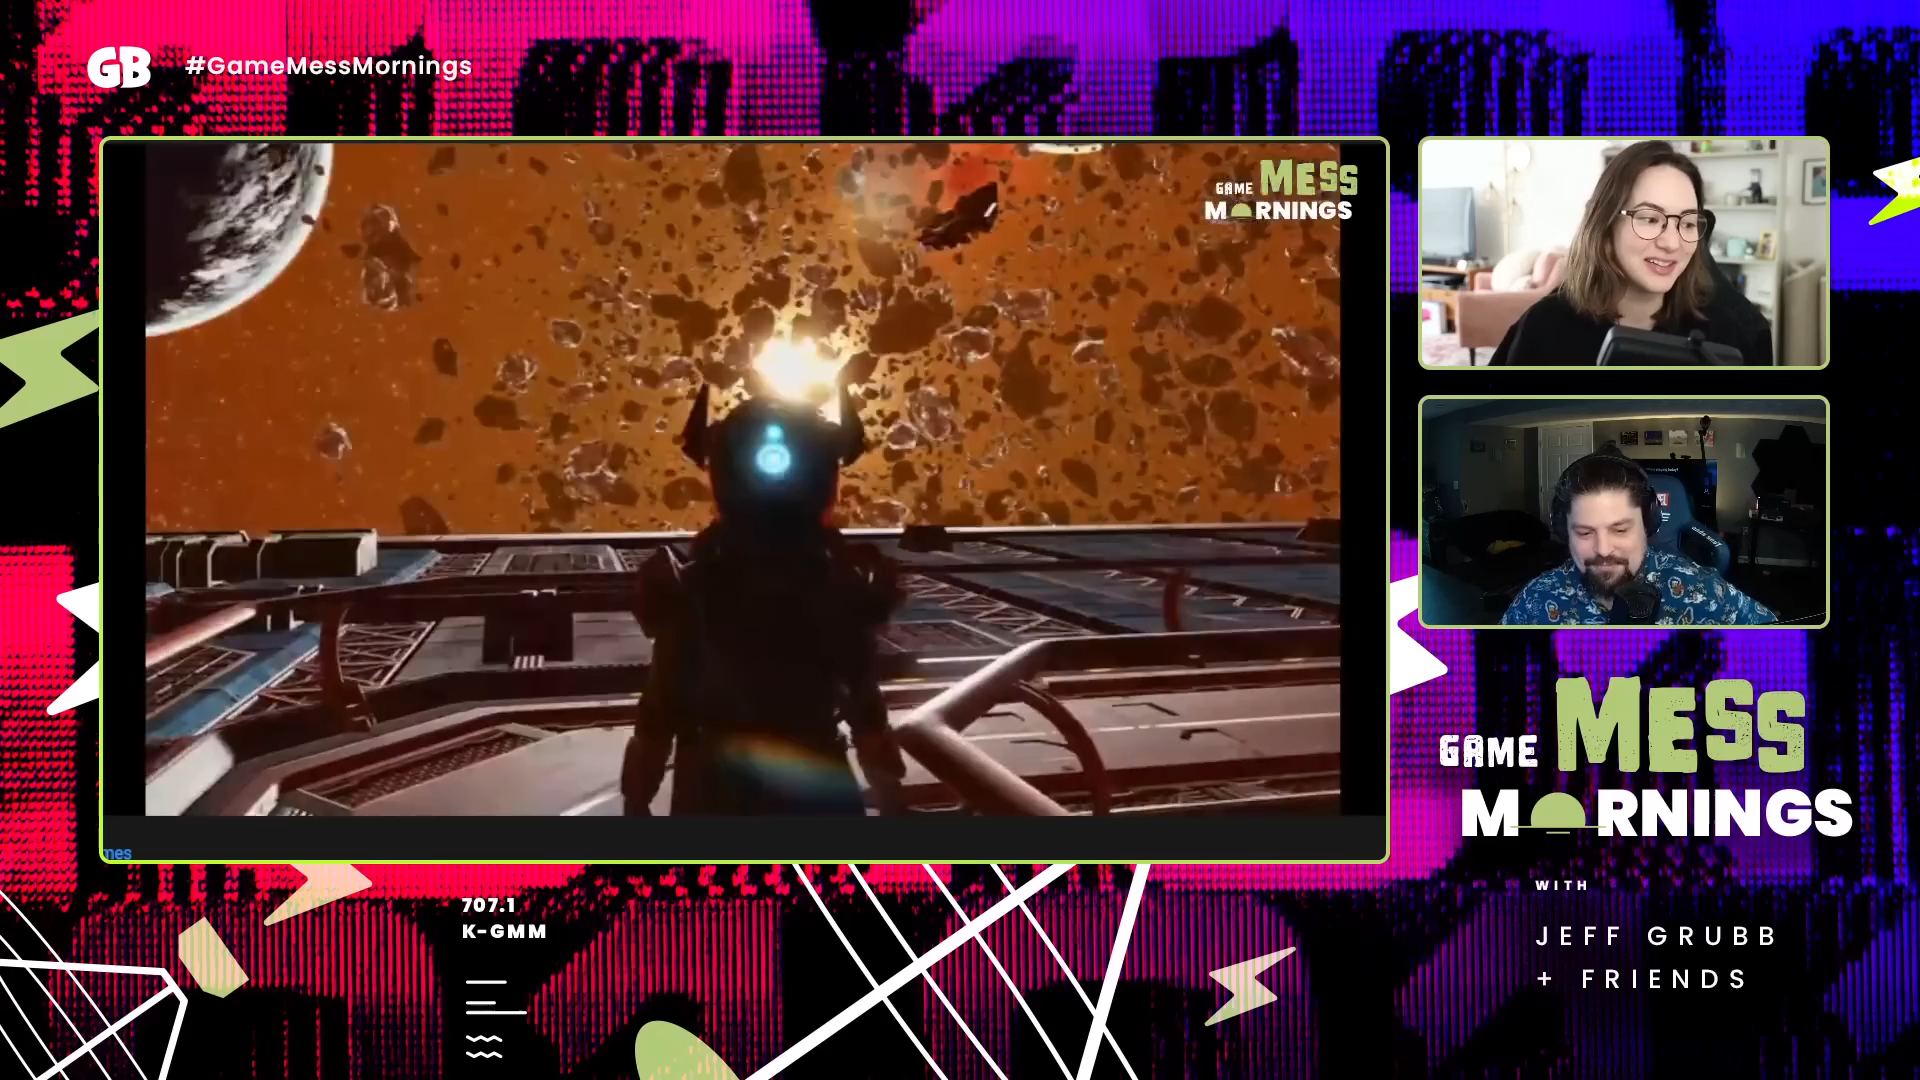 GB #GameMessMornings
GAME MESS
MORNINGS
mes
GAME MESS
MORNINGS
WITH
JEFF GRUBB
+ FRIENDS
707.1
K-GMM